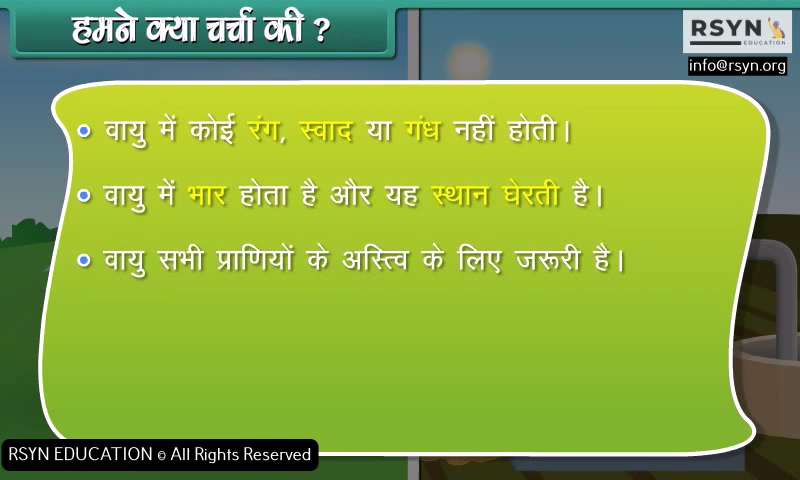 हमने क्या चर्चा की ?
RSYN
EDUCATION
info@rsyn.org
वायु में कोई रंग, स्वाद या गंध नहीं होती।
वायु में भार होता है और यह स्थान घेरती है।
वायु सभी प्राणियों के अस्त्वि के लिए जरूरी है।
RSYN EDUCATION © All Rights Reserved